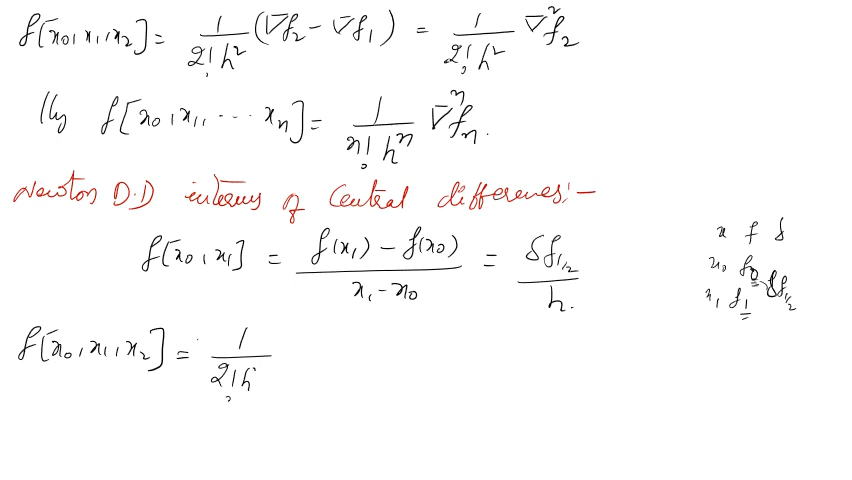 f[x₀, x₁, x₂] = 1/(2! h²) (∇f₂ − ∇f₁) = 1/(2! h²) ∇²f₂
|||ly f[x₀, x₁, ... xₙ] = 1/(n! hⁿ) ∇ⁿfₙ.
Newton D.D interms of Central differences:-
f[x₀, x₁] = (f(x₁) − f(x₀))/(x₁ − x₀) = δf₁/₂/h.
x f δ
x₀ f₀
δf₁/₂
x₁ f₁
f[x₀, x₁, x₂] = 1/(2! h